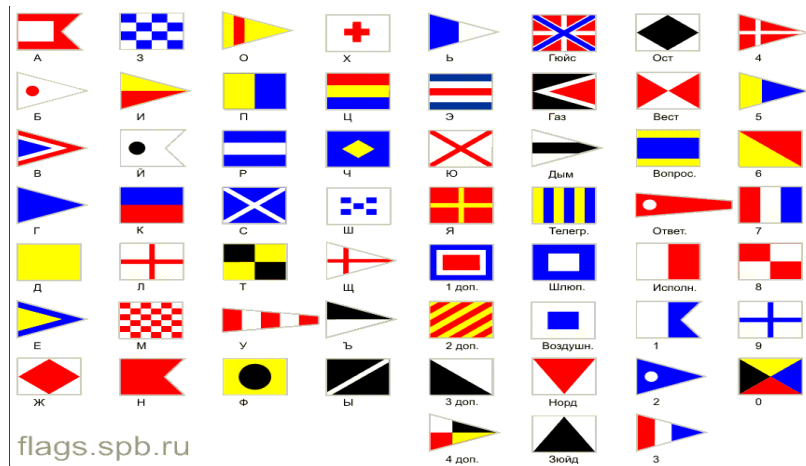 А З О Х Ь Гюйс Ост 4
Б И П Ц Э Газ Вест 5
В Й Р Ч Ю Дым Вопрос. 6
Г К С Ш Я Телегр. Ответ. 7
Д Л Т Щ 1 доп. Шлюп. Исполн. 8
Е М У Ъ 2 доп. Воздушн. 1 9
Ж Н Ф Ы 3 доп. Норд 2 0
flags.spb.ru 4 доп. Зюйд 3